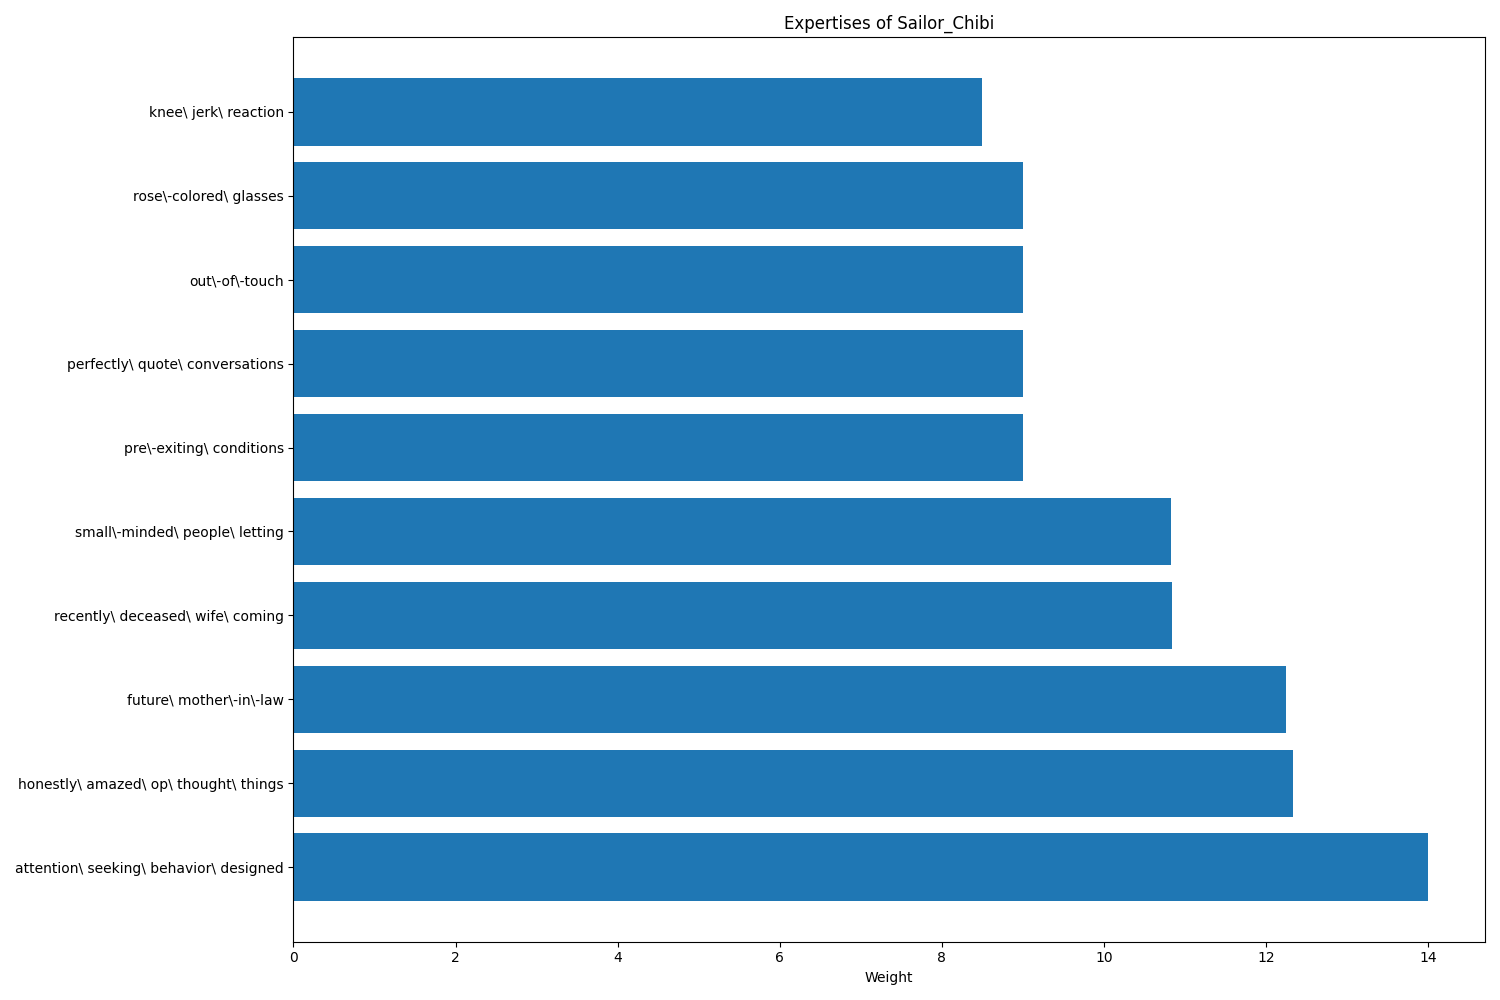 Expertises of Sailor_Chibi
knee\ jerk\ reaction
rose\-colored\ glasses
out\-of\-touch
perfectly\ quote\ conversations
pre\-exiting\ conditions
small\-minded\ people\ letting
recently\ deceased\ wife\ coming
future\ mother\-in\-law
honestly\ amazed\ op\ thought\ things
attention\ seeking\ behavior\ designed
0 2 4 6 8 10 12 14
Weight